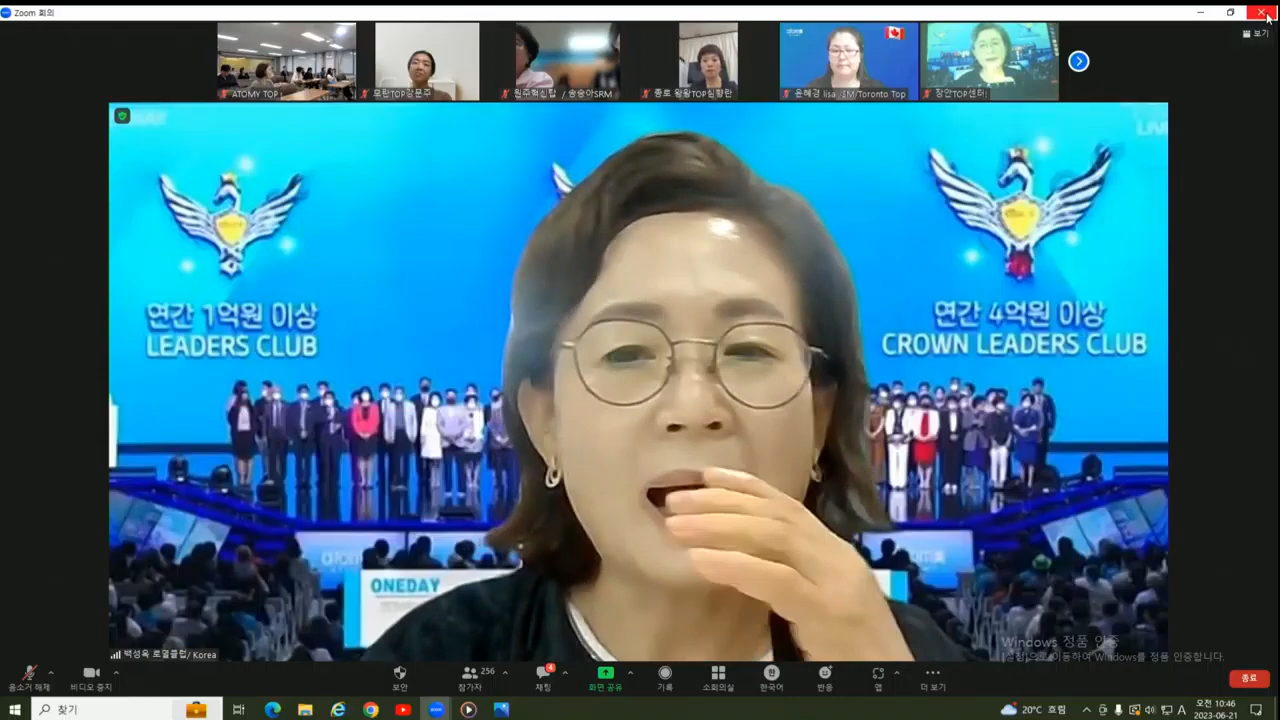 Zoom 회의
보기
ATOMY TOP
모란TOP강문주
원주혁신탑 / 송승아SRM
종로 왕왕TOP심향란
윤혜경 lisa SM/Toronto Top
장안TOP센터
LIVE
연간 1억원 이상
LEADERS CLUB
연간 4억원 이상
CROWN LEADERS CLUB
ONEDAY
백성옥 로열클럽/ Korea
Windows 정품 인증
[설정]으로 이동하여 Windows를 정품 인증합니다.
음소거 해제
비디오 중지
보안
256
참가자
4
채팅
화면 공유
기록
소회의실
한국어
반응
앱
더 보기
종료
찾기
20°C 흐림
A
오전 10:46
2023-06-21